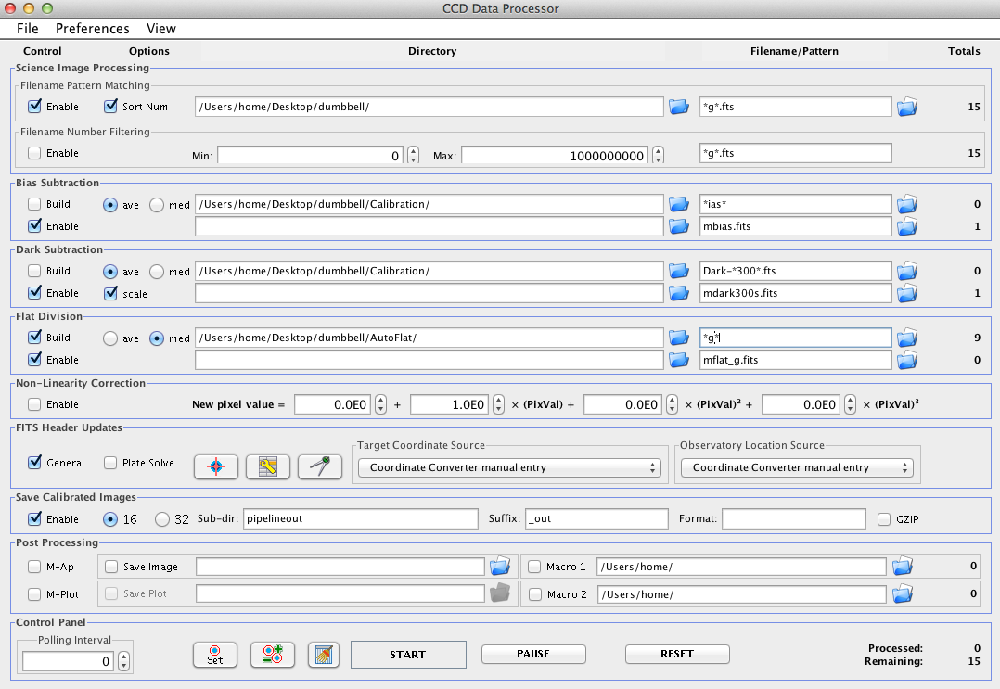 CCD Data Processor
File Preferences View
Control Options Directory Filename/Pattern Totals
Science Image Processing
Filename Pattern Matching
Enable Sort Num /Users/home/Desktop/dumbbell/ *g*.fts 15
Filename Number Filtering
Enable Min: 0 Max: 1000000000 *g*.fts 15
Bias Subtraction
Build ave med /Users/home/Desktop/dumbbell/Calibration/ *ias* 0
Enable mbias.fits 1
Dark Subtraction
Build ave med /Users/home/Desktop/dumbbell/Calibration/ Dark-*300*.fts 0
Enable scale mdark300s.fits 1
Flat Division
Build ave med /Users/home/Desktop/dumbbell/AutoFlat/ *g* 9
Enable mflat_g.fits 0
Non-Linearity Correction
Enable New pixel value = 0.0E0 + 1.0E0 × (PixVal) + 0.0E0 × (PixVal)² + 0.0E0 × (PixVal)³
FITS Header Updates
Target Coordinate Source Observatory Location Source
General Plate Solve Coordinate Converter manual entry Coordinate Converter manual entry
Save Calibrated Images
Enable 16 32 Sub-dir: pipelineout Suffix: _out Format: GZIP
Post Processing
M-Ap Save Image Macro 1 /Users/home/ 0
M-Plot Save Plot Macro 2 /Users/home/ 0
Control Panel
Polling Interval
0 Set START PAUSE RESET
Processed: 0
Remaining: 15